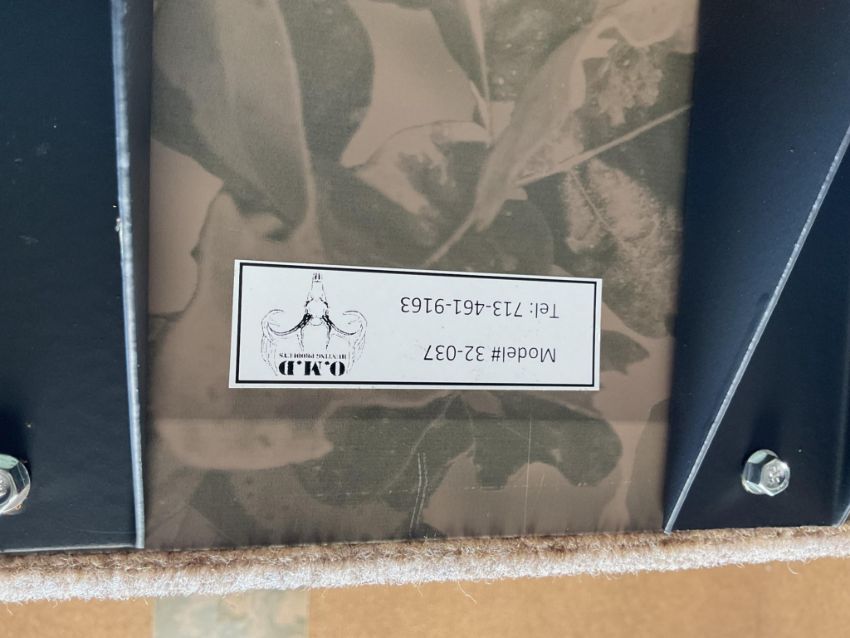 O.M.D
HUNTING PRODUCTS
Model# 32-037
Tel: 713-461-9163